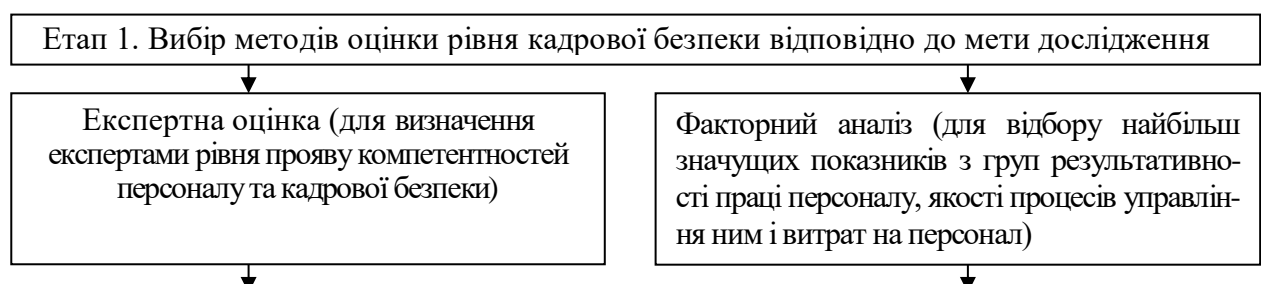 Етап 1. Вибір методів оцінки рівня кадрової безпеки відповідно до мети дослідження
Експертна оцінка (для визначення
експертами рівня прояву компетентностей
персоналу та кадрової безпеки)
Факторний аналіз (для відбору найбільш
значущих показників з груп результативно-
сті праці персоналу, якості процесів управлін-
ня ним і витрат на персонал)